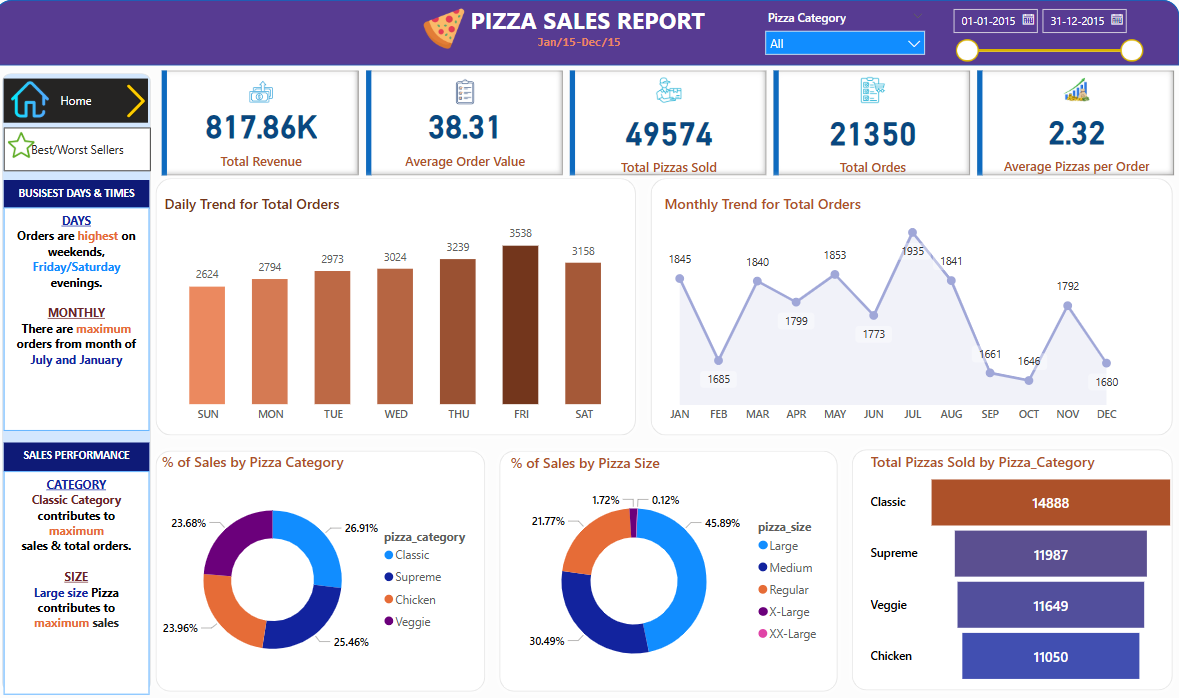 PIZZA SALES REPORT
Jan/15-Dec/15
Pizza Category
All
01-01-2015
31-12-2015
Home
Best/Worst Sellers
817.86K
Total Revenue
38.31
Average Order Value
49574
Total Pizzas Sold
21350
Total Ordes
2.32
Average Pizzas per Order
BUSISEST DAYS & TIMES
DAYS
Orders are highest on
weekends,
Friday/Saturday
evenings.
MONTHLY
There are maximum
orders from month of
July and January
Daily Trend for Total Orders
2624
2794
2973
3024
3239
3538
3158
SUN
MON
TUE
WED
THU
FRI
SAT
Monthly Trend for Total Orders
1845
1685
1840
1799
1853
1773
1935
1841
1661
1646
1792
1680
JAN
FEB
MAR
APR
MAY
JUN
JUL
AUG
SEP
OCT
NOV
DEC
SALES PERFORMANCE
CATEGORY
Classic Category
contributes to
maximum
sales & total orders.
SIZE
Large size Pizza
contributes to
maximum sales
% of Sales by Pizza Category
23.68%
26.91%
23.96%
25.46%
pizza_category
Classic
Supreme
Chicken
Veggie
% of Sales by Pizza Size
1.72%
0.12%
21.77%
45.89%
30.49%
pizza_size
Large
Medium
Regular
X-Large
XX-Large
Total Pizzas Sold by Pizza_Category
Classic
14888
Supreme
11987
Veggie
11649
Chicken
11050